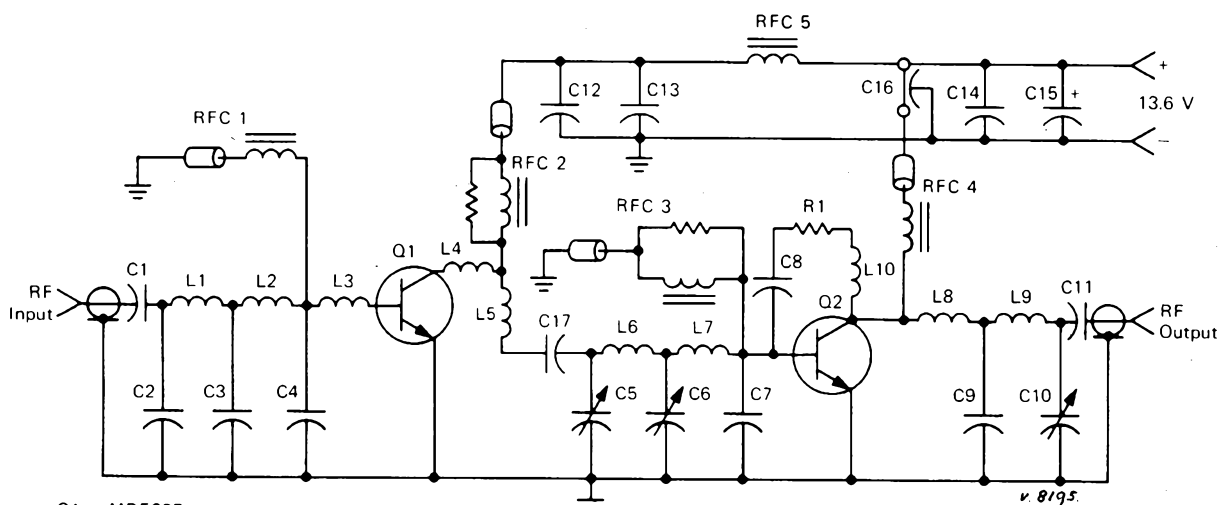 RFC 5
+
C12
C13
C16
C14
C15
+
13.6 V
−
RFC 1
RFC 2
RFC 4
RFC 3
R1
Q1
L4
C8
L10
C1
L1
L2
L3
L5
Q2
L8
L9
C11
RF
Input
RF
Output
C17
L6
L7
C2
C3
C4
C5
C6
C7
C9
C10
v. 8195.